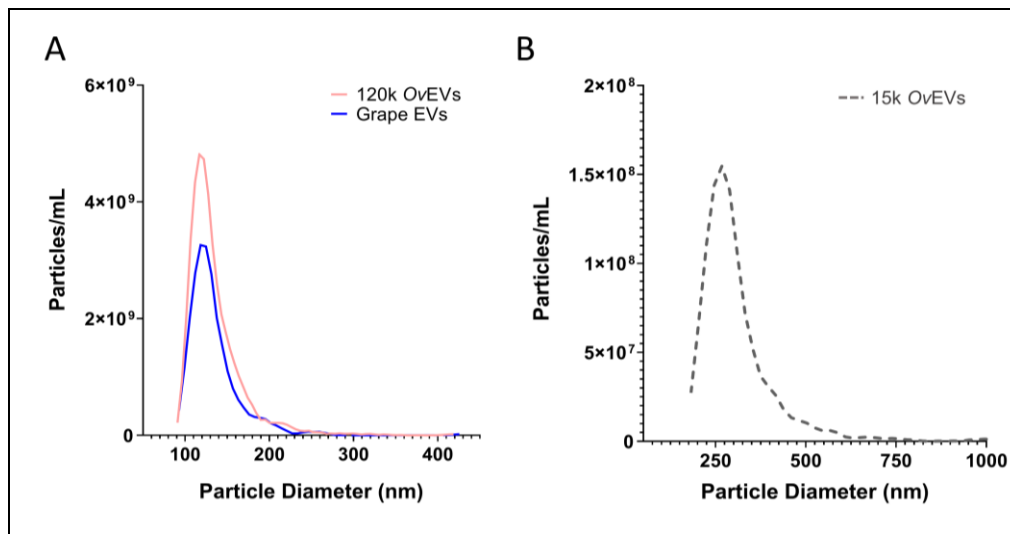 A
6×10⁹
4×10⁹
2×10⁹
0
Particles/mL
120k OvEVs
Grape EVs
100 200 300 400
Particle Diameter (nm)
B
2×10⁸
1.5×10⁸
1×10⁸
5×10⁷
0
Particles/mL
15k OvEVs
250 500 750 1000
Particle Diameter (nm)